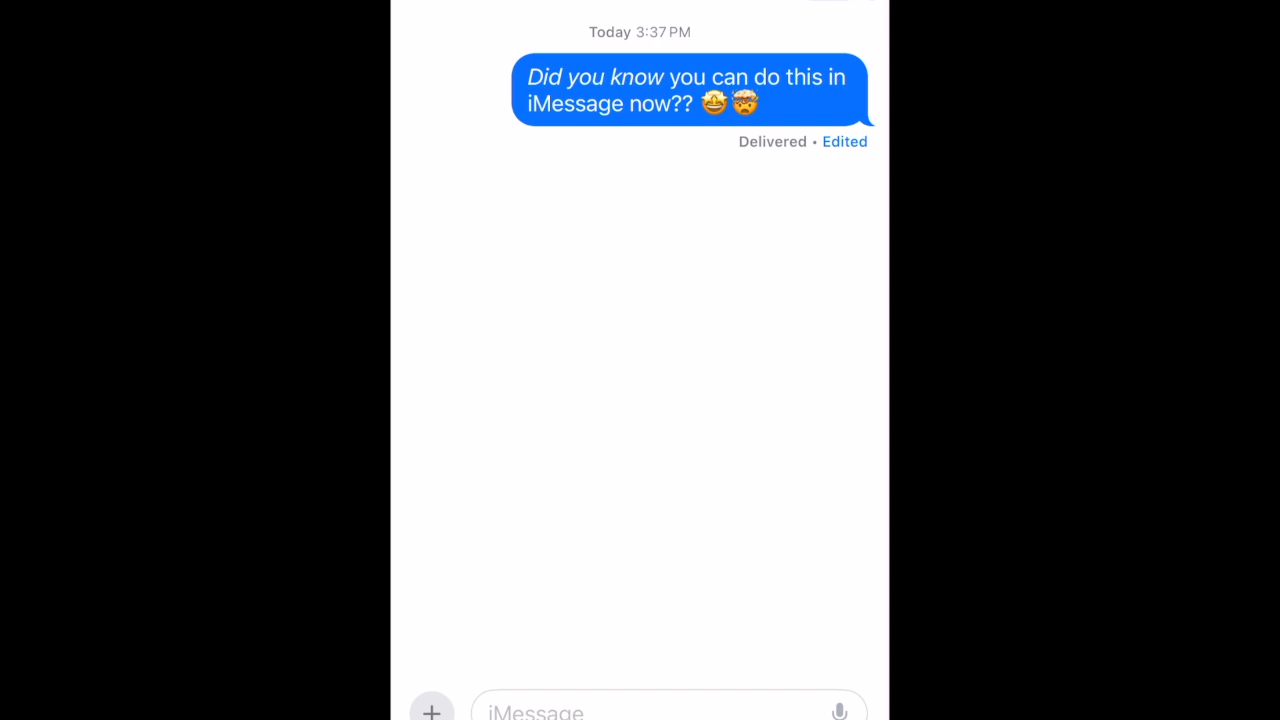 Today 3:37 PM
Did you know you can do this in
iMessage now?? 🤩🤯
Delivered • Edited
iMessage